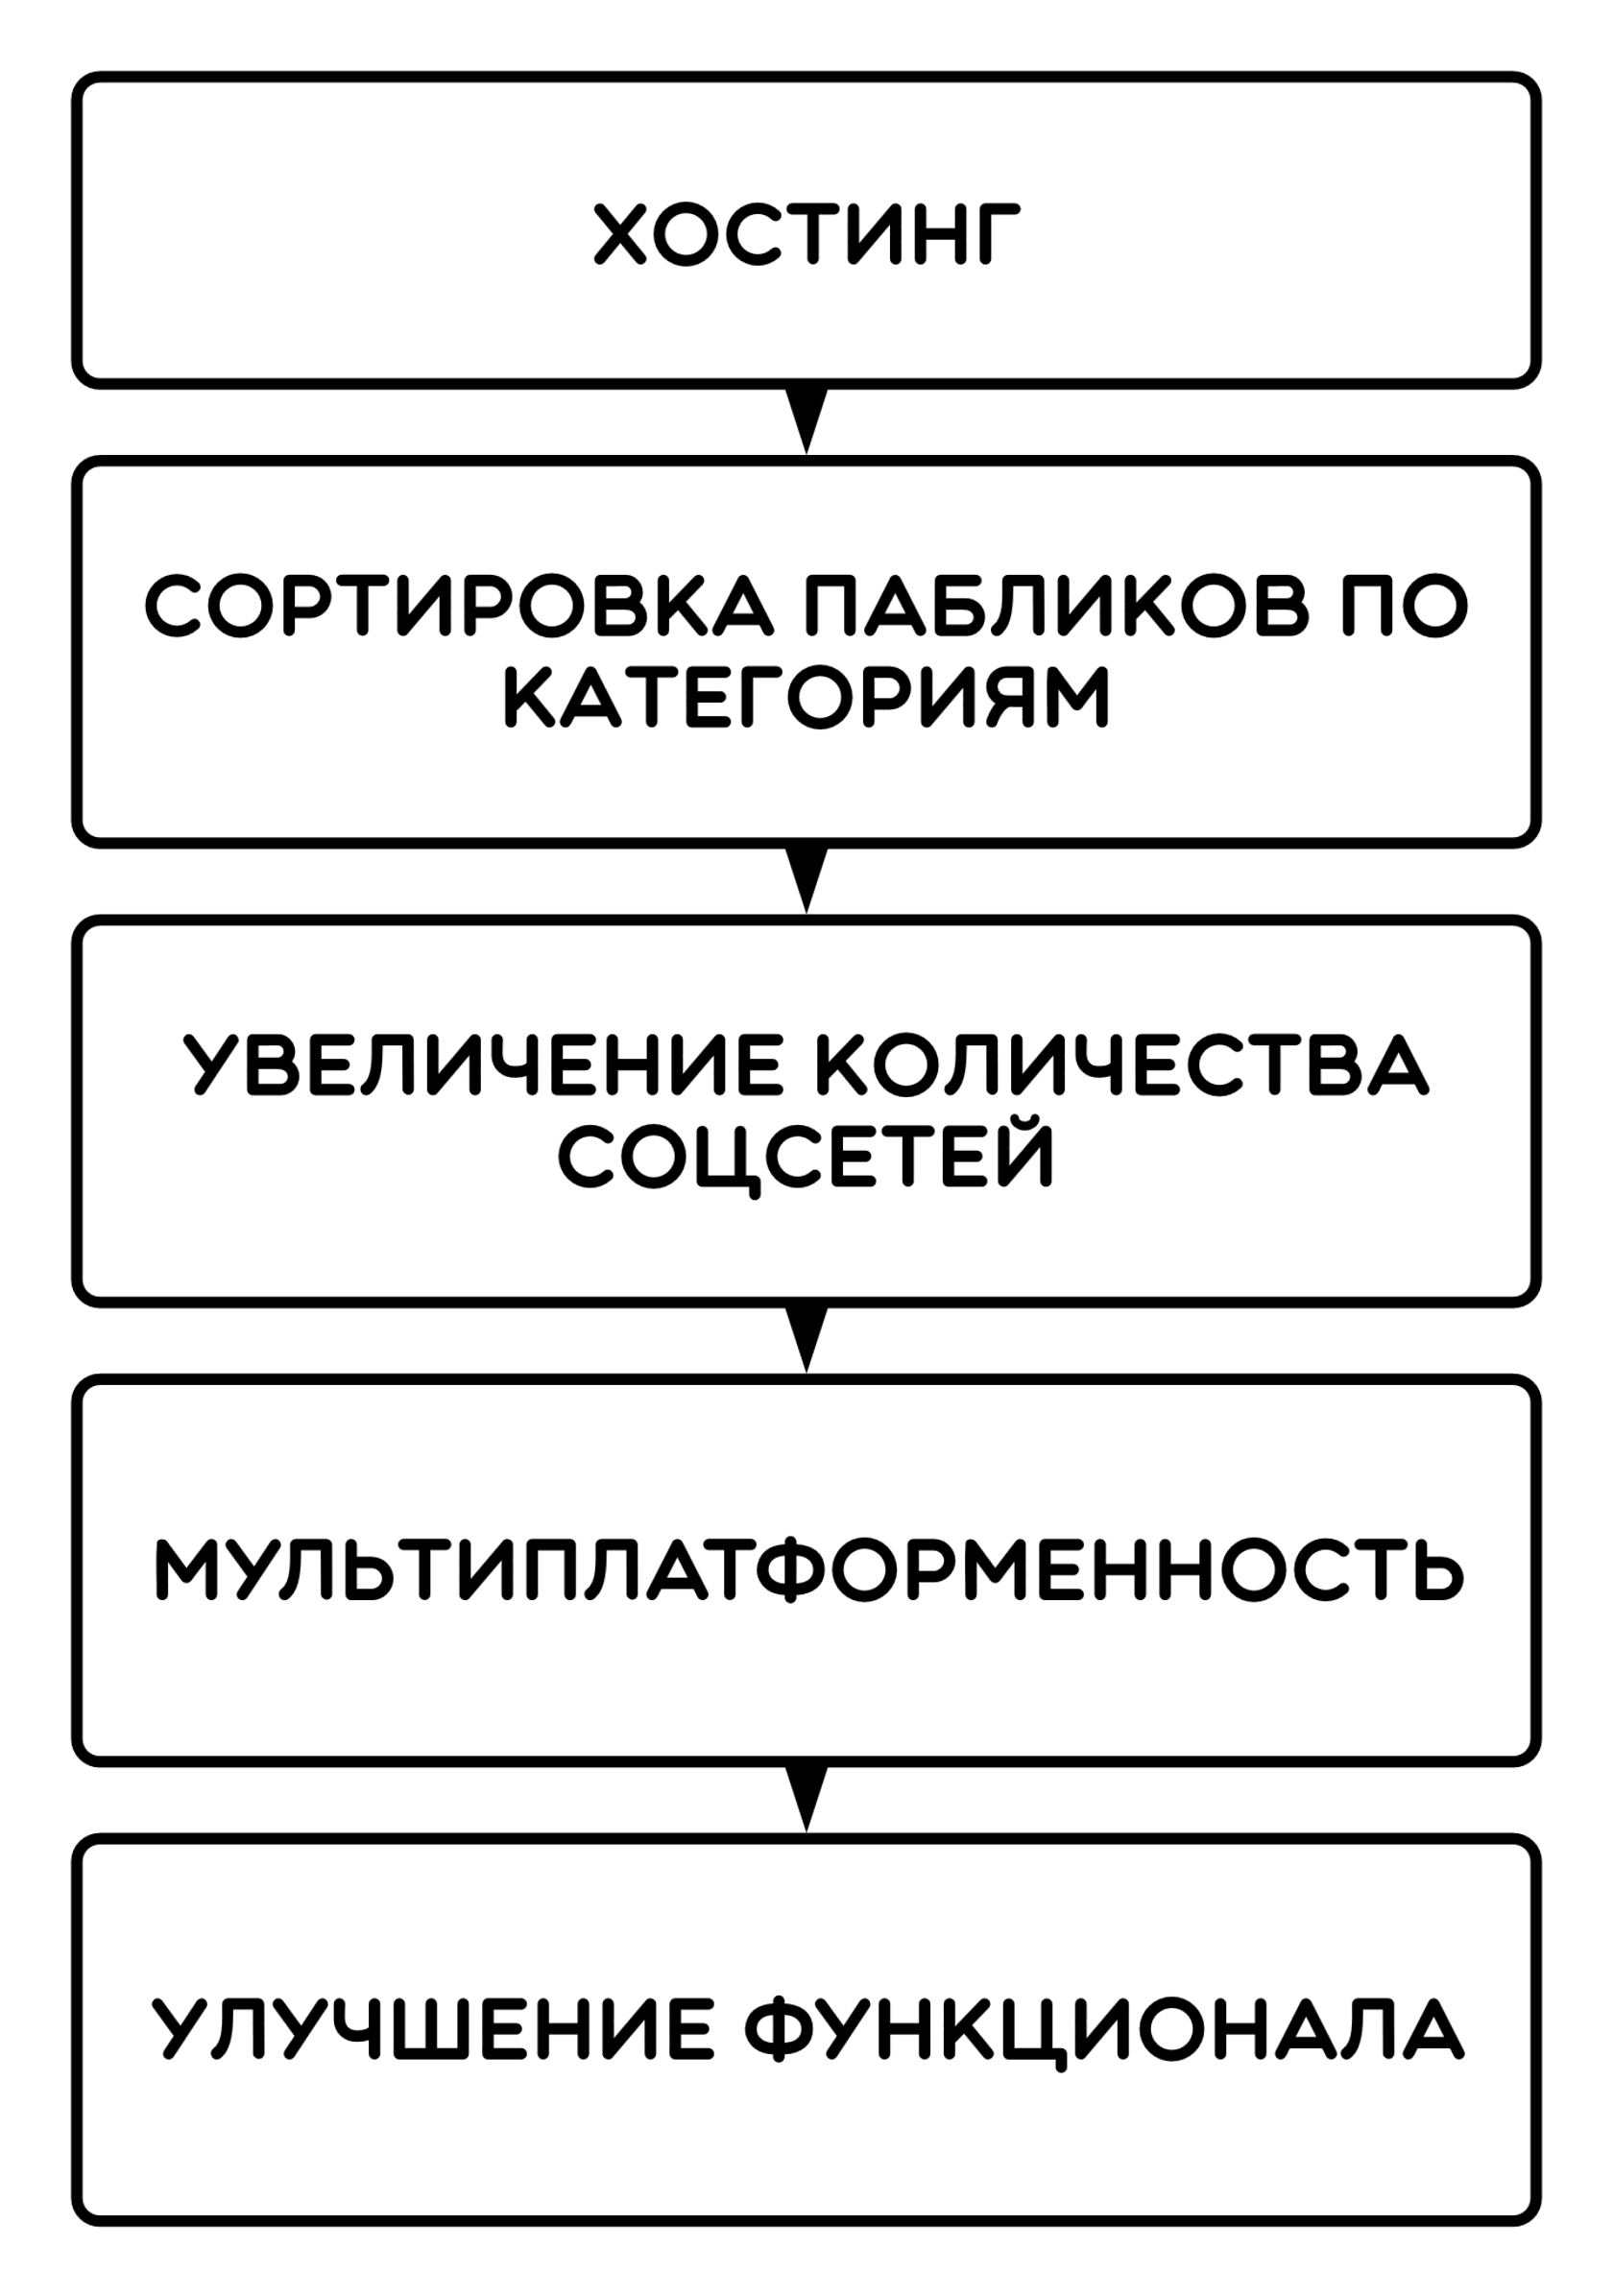 ХОСТИНГ
СОРТИРОВКА ПАБЛИКОВ ПО
КАТЕГОРИЯМ
УВЕЛИЧЕНИЕ КОЛИЧЕСТВА
СОЦСЕТЕЙ
МУЛЬТИПЛАТФОРМЕННОСТЬ
УЛУЧШЕНИЕ ФУНКЦИОНАЛА